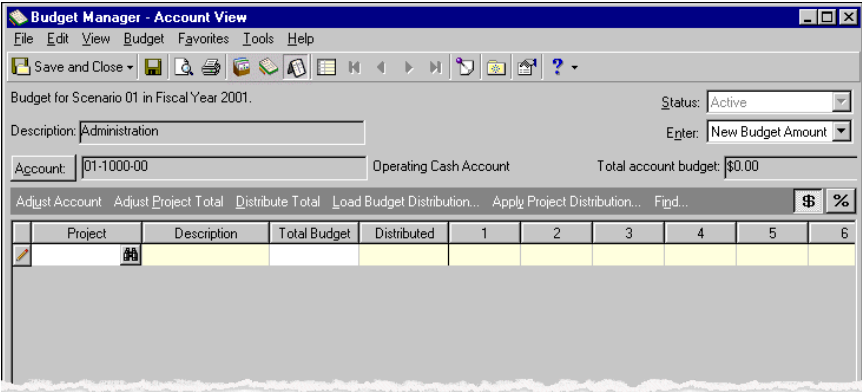 Budget Manager - Account View
File Edit View Budget Favorites Tools Help
Save and Close
Budget for Scenario 01 in Fiscal Year 2001. Status: Active
Description: Administration Enter: New Budget Amount
Account: 01-1000-00 Operating Cash Account Total account budget: $0.00
Adjust Account Adjust Project Total Distribute Total Load Budget Distribution... Apply Project Distribution... Find... $ %
Project Description Total Budget Distributed 1 2 3 4 5 6